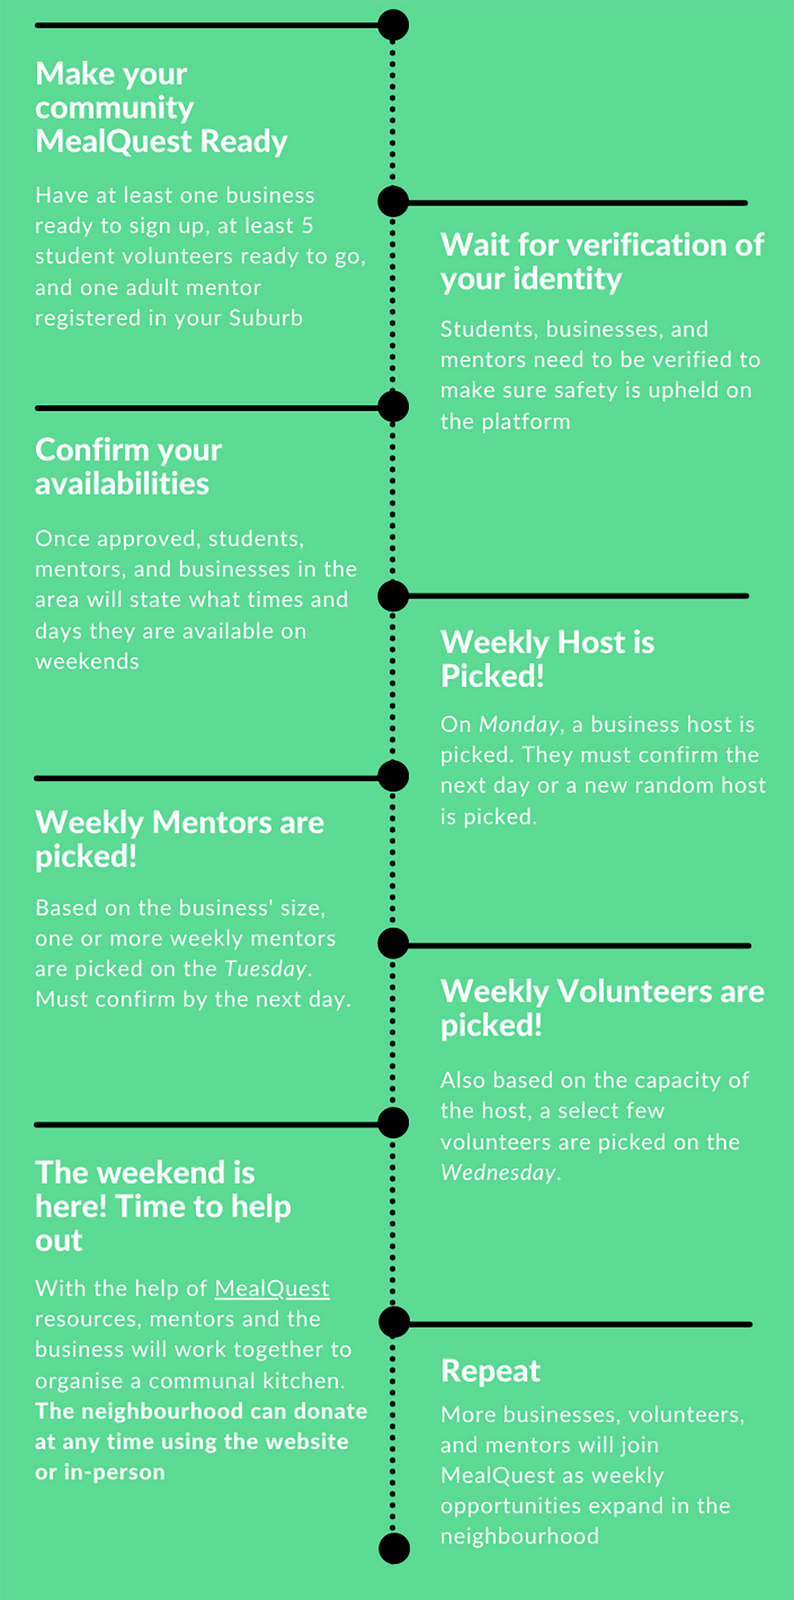 Make your
community
MealQuest Ready
Have at least one business
ready to sign up, at least 5
student volunteers ready to go,
and one adult mentor
registered in your Suburb
Wait for verification of
your identity
Students, businesses, and
mentors need to be verified to
make sure safety is upheld on
the platform
Confirm your
availabilities
Once approved, students,
mentors, and businesses in the
area will state what times and
days they are available on
weekends
Weekly Host is
Picked!
On Monday, a business host is
picked. They must confirm the
next day or a new random host
is picked.
Weekly Mentors are
picked!
Based on the business' size,
one or more weekly mentors
are picked on the Tuesday.
Must confirm by the next day.
Weekly Volunteers are
picked!
Also based on the capacity of
the host, a select few
volunteers are picked on the
Wednesday.
The weekend is
here! Time to help
out
With the help of MealQuest
resources, mentors and the
business will work together to
organise a communal kitchen.
The neighbourhood can donate
at any time using the website
or in-person
Repeat
More businesses, volunteers,
and mentors will join
MealQuest as weekly
opportunities expand in the
neighbourhood